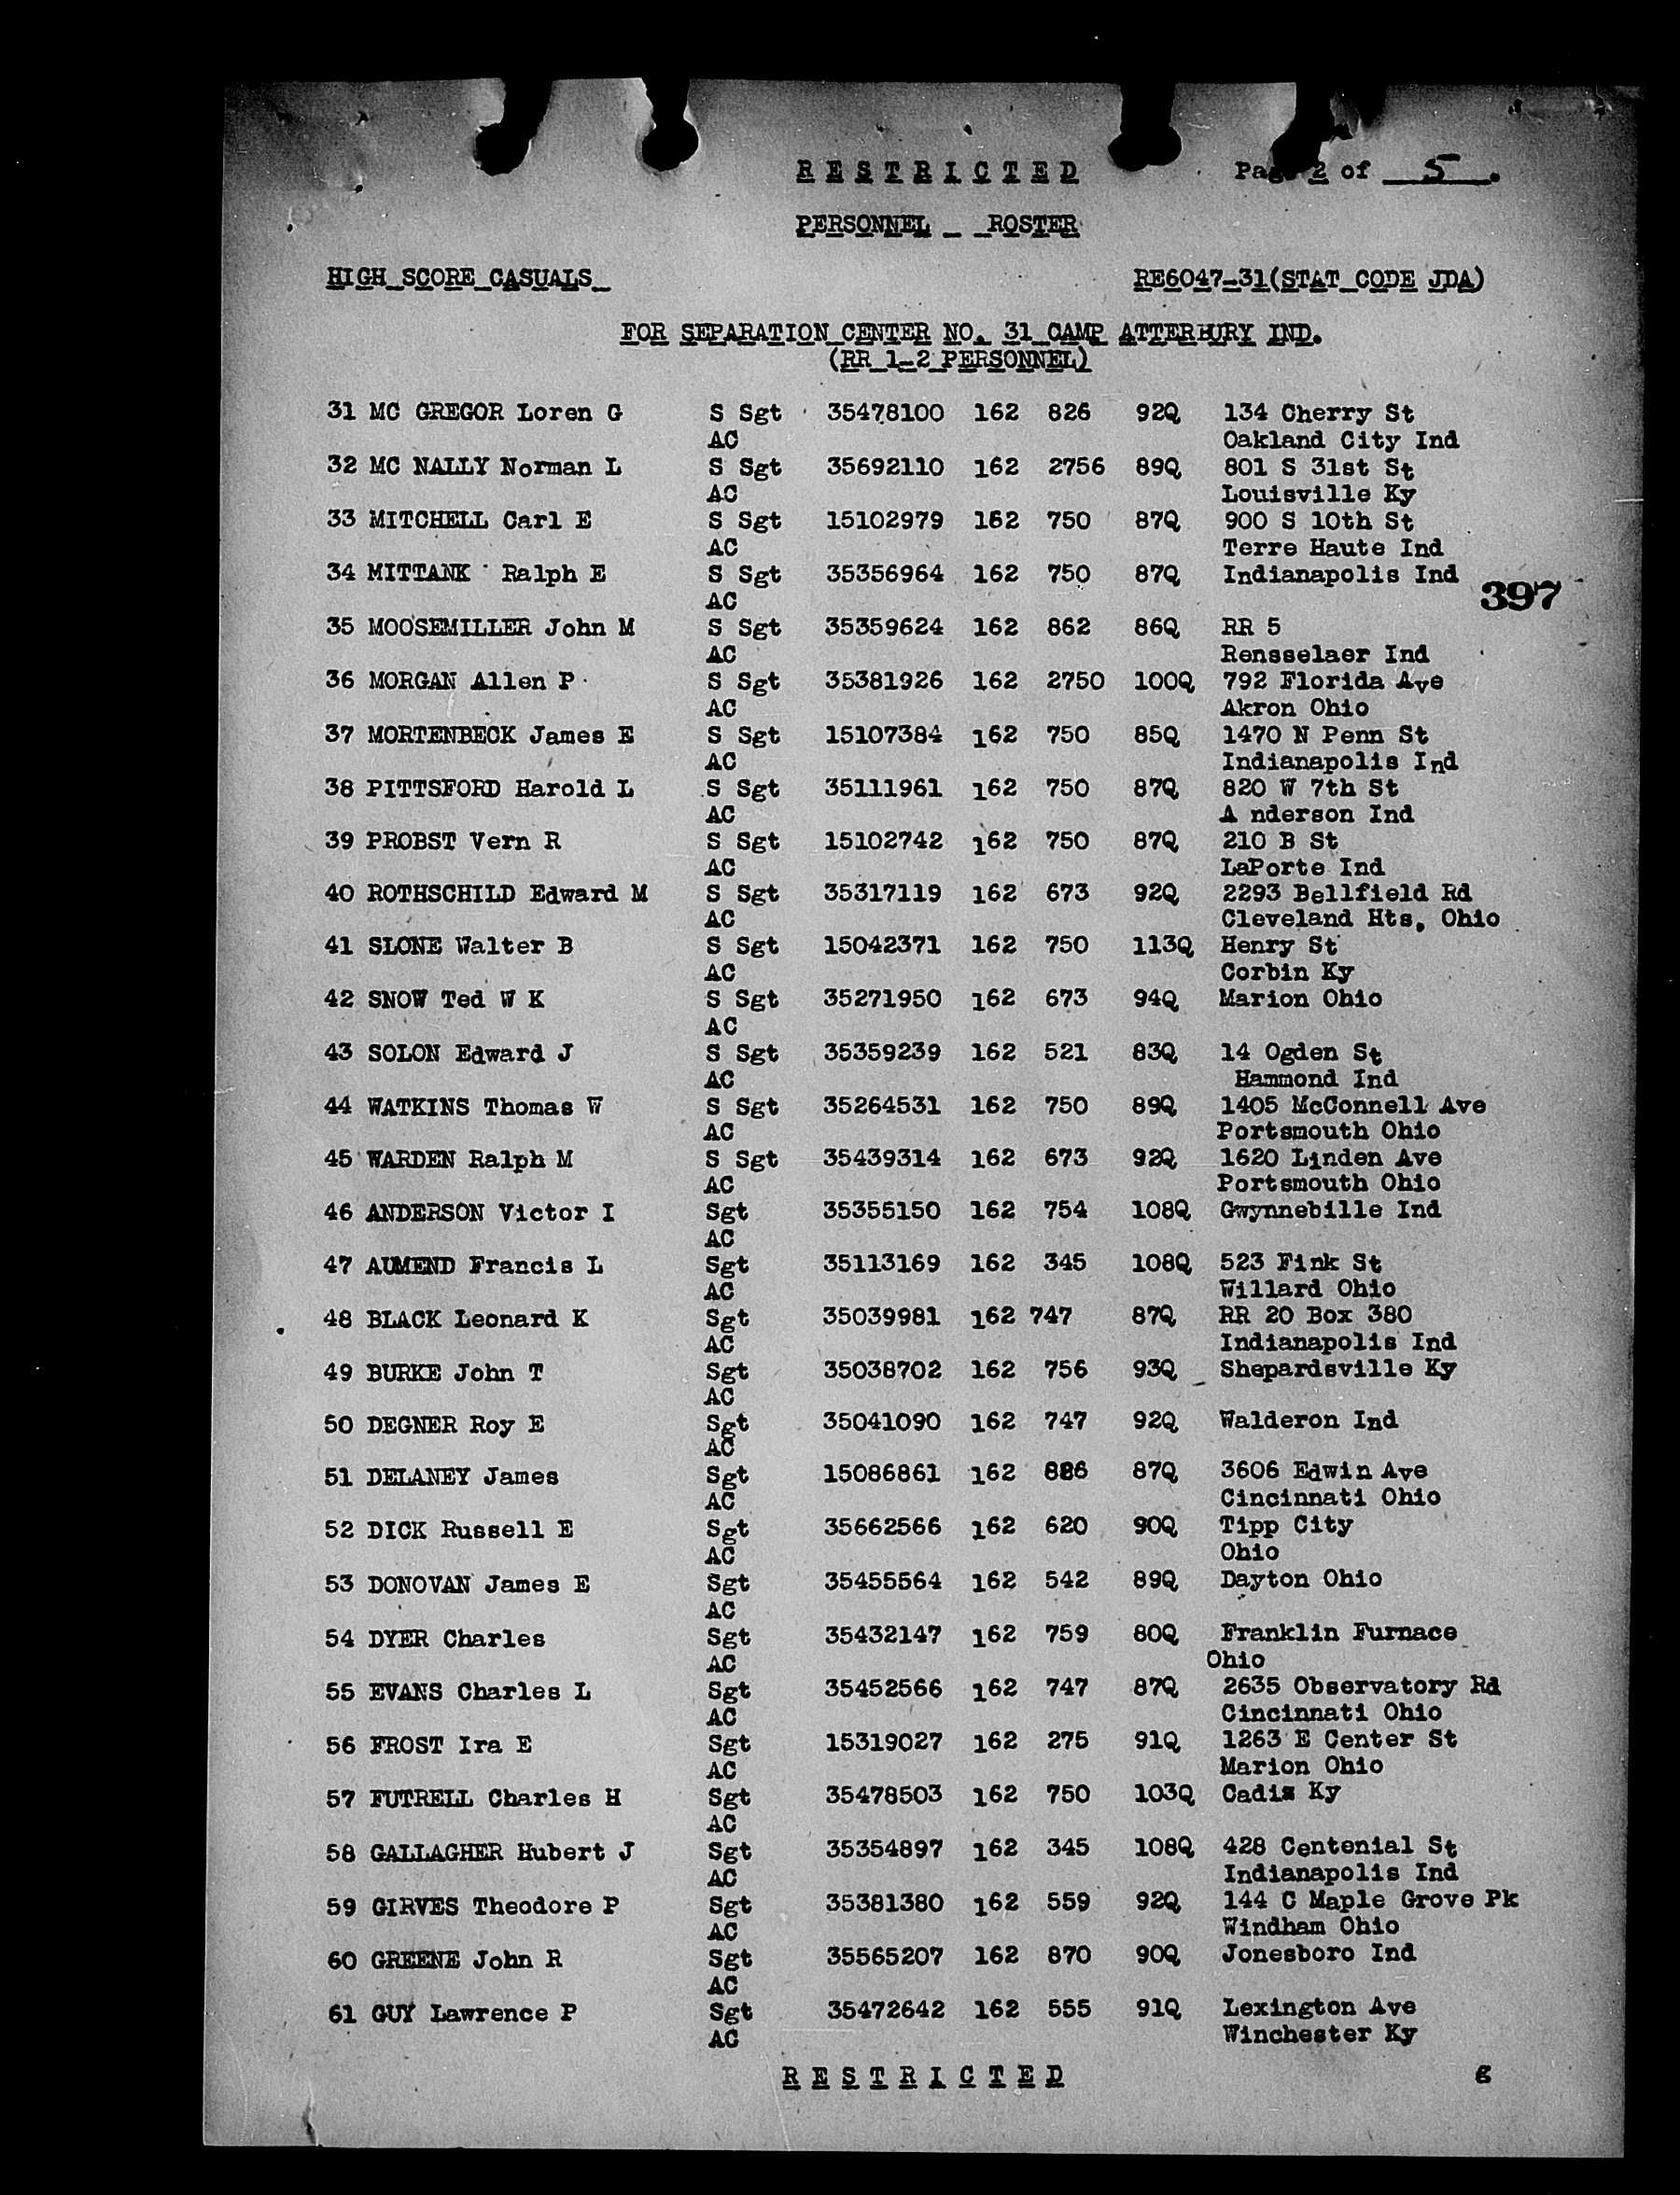 RESTRICTED Page 2 of 5.
PERSONNEL _ _ROSTER
HIGH_SCORE_CASUALS_ RE6047-31(STAT_CODE JDA)
FOR SEPARATION_CENTER NO. 31_CAMP ATTERBURY IND.
(RR_1-2_PERSONNEL)
31 MC GREGOR Loren G S Sgt 35478100 162 826 92Q 134 Cherry St
AC Oakland City Ind
32 MC NALLY Norman L S Sgt 35692110 162 2756 89Q 801 S 31st St
AC Louisville Ky
33 MITCHELL Carl E S Sgt 15102979 162 750 87Q 900 S 10th St
AC Terre Haute Ind
34 MITTANK Ralph E S Sgt 35356964 162 750 87Q Indianapolis Ind
AC
397
35 MOOSEMILLER John M S Sgt 35359624 162 862 86Q RR 5
AC Rensselaer Ind
36 MORGAN Allen P S Sgt 35381926 162 2750 100Q 792 Florida Ave
AC Akron Ohio
37 MORTENBECK James E S Sgt 15107384 162 750 85Q 1470 N Penn St
AC Indianapolis Ind
38 PITTSFORD Harold L S Sgt 35111961 162 750 87Q 820 W 7th St
AC A nderson Ind
39 PROBST Vern R S Sgt 15102742 162 750 87Q 210 B St
AC LaPorte Ind
40 ROTHSCHILD Edward M S Sgt 35317119 162 673 92Q 2293 Bellfield Rd
AC Cleveland Hts. Ohio
41 SLONE Walter B S Sgt 15042371 162 750 113Q Henry St
AC Corbin Ky
42 SNOW Ted W K S Sgt 35271950 162 673 94Q Marion Ohio
AC
43 SOLON Edward J S Sgt 35359239 162 521 83Q 14 Ogden St
AC Hammond Ind
44 WATKINS Thomas W S Sgt 35264531 162 750 89Q 1405 McConnell Ave
AC Portsmouth Ohio
45 WARDEN Ralph M S Sgt 35439314 162 673 92Q 1620 Linden Ave
AC Portsmouth Ohio
46 ANDERSON Victor I Sgt 35355150 162 754 108Q Gwynnebille Ind
AC
47 AUMEND Francis L Sgt 35113169 162 345 108Q 523 Fink St
AC Willard Ohio
48 BLACK Leonard K Sgt 35039981 162 747 87Q RR 20 Box 380
AC Indianapolis Ind
49 BURKE John T Sgt 35038702 162 756 93Q Shepardsville Ky
AC
50 DEGNER Roy E Sgt 35041090 162 747 92Q Walderon Ind
AC
51 DELANEY James Sgt 15086861 162 886 87Q 3606 Edwin Ave
AC Cincinnati Ohio
52 DICK Russell E Sgt 35662566 162 620 90Q Tipp City
AC Ohio
53 DONOVAN James E Sgt 35455564 162 542 89Q Dayton Ohio
AC
54 DYER Charles Sgt 35432147 162 759 80Q Franklin Furnace
AC Ohio
55 EVANS Charles L Sgt 35452566 162 747 87Q 2635 Observatory Rd
AC Cincinnati Ohio
56 FROST Ira E Sgt 15319027 162 275 91Q 1263 E Center St
AC Marion Ohio
57 FUTRELL Charles H Sgt 35478503 162 750 103Q Cadiz Ky
AC
58 GALLAGHER Hubert J Sgt 35354897 162 345 108Q 428 Centenial St
AC Indianapolis Ind
59 GIRVES Theodore P Sgt 35381380 162 559 92Q 144 C Maple Grove Pk
AC Windham Ohio
60 GREENE John R Sgt 35565207 162 870 90Q Jonesboro Ind
AC
61 GUY Lawrence P Sgt 35472642 162 555 91Q Lexington Ave
AC Winchester Ky
RESTRICTED g